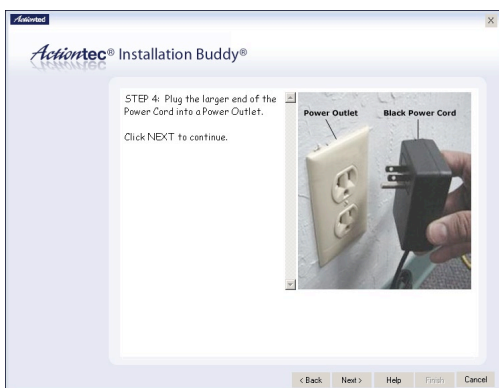 Actiontec
Actiontec® Installation Buddy®
STEP 4: Plug the larger end of the
Power Cord into a Power Outlet.
Click NEXT to continue.
Power Outlet
Black Power Cord
< Back
Next >
Help
Finish
Cancel